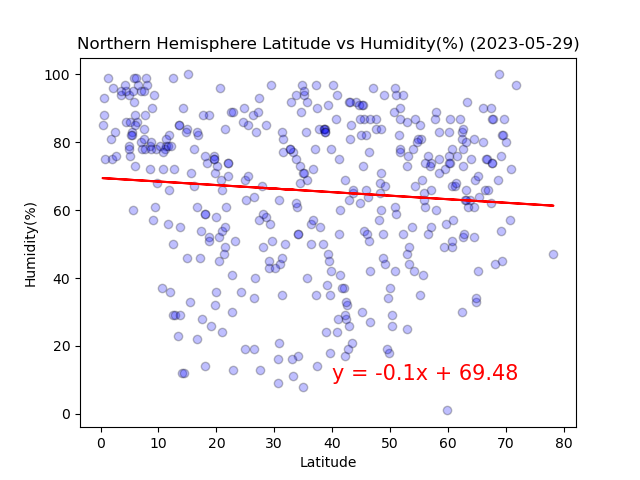 Northern Hemisphere Latitude vs Humidity(%) (2023-05-29)
100
80
60
40
20
0
Humidity(%)
y = -0.1x + 69.48
0 10 20 30 40 50 60 70 80
Latitude